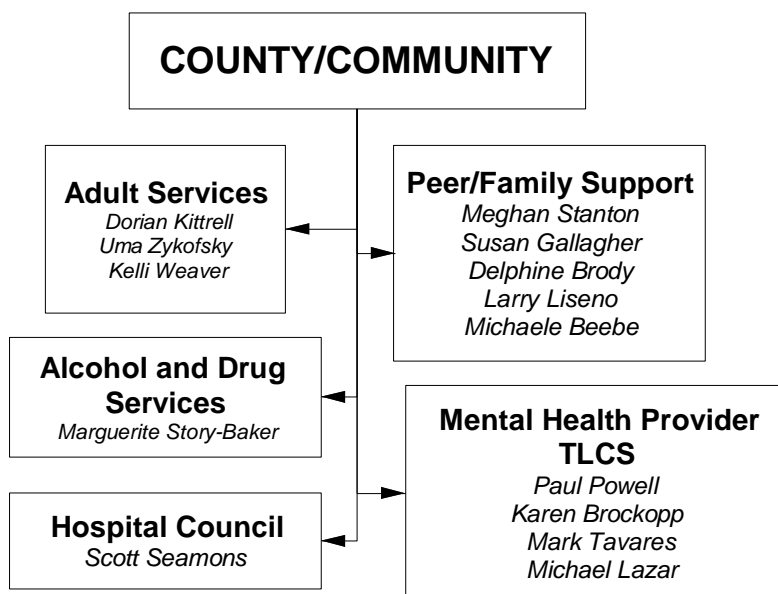 COUNTY/COMMUNITY
Adult Services
Dorian Kittrell
Uma Zykofsky
Kelli Weaver
Peer/Family Support
Meghan Stanton
Susan Gallagher
Delphine Brody
Larry Liseno
Michaele Beebe
Alcohol and Drug
Services
Marguerite Story-Baker
Mental Health Provider
TLCS
Paul Powell
Karen Brockopp
Mark Tavares
Michael Lazar
Hospital Council
Scott Seamons